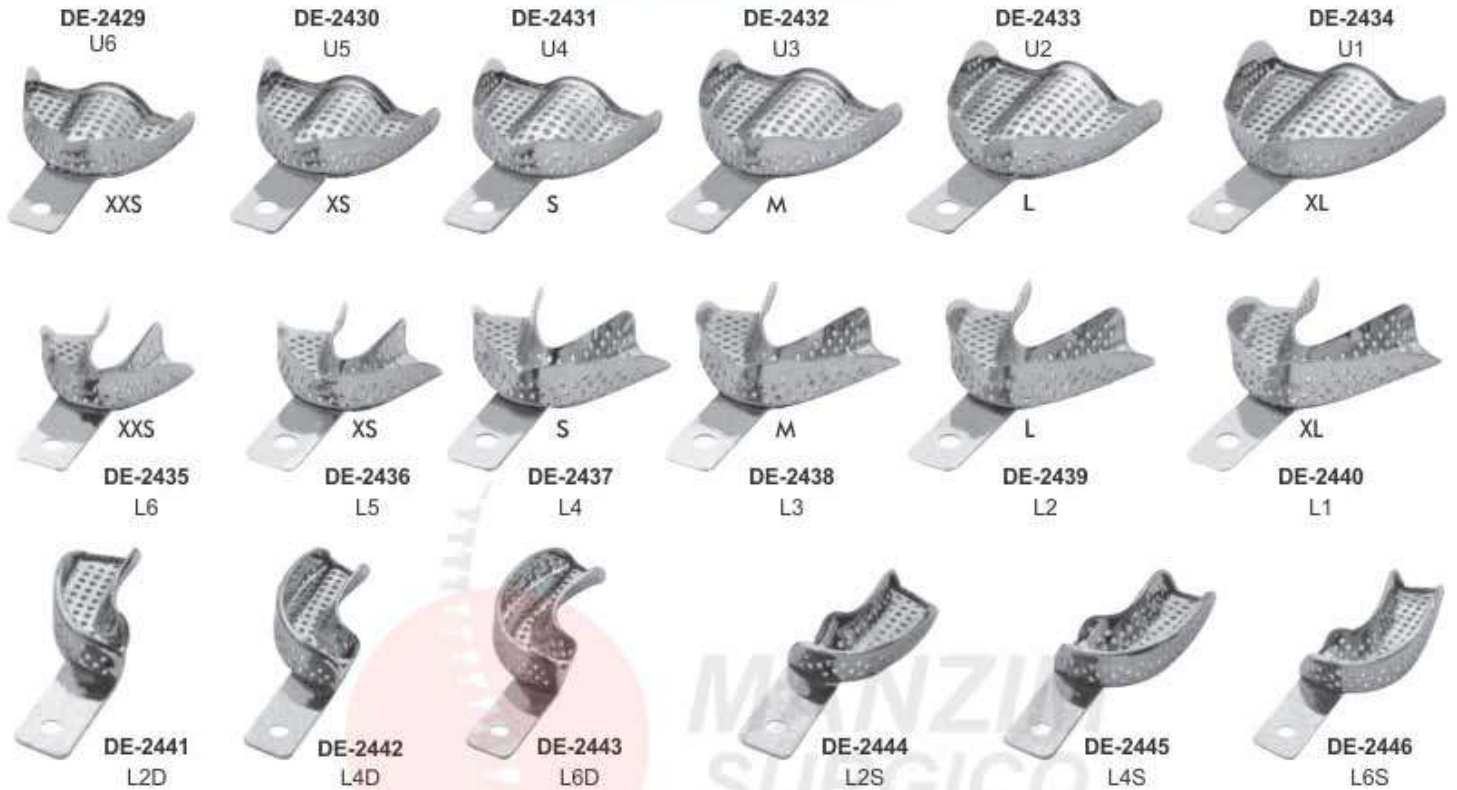 DE-2429 DE-2430 DE-2431 DE-2432 DE-2433 DE-2434
U6 U5 U4 U3 U2 U1
XXS XS S M L XL
XXS XS S M L XL
DE-2435 DE-2436 DE-2437 DE-2438 DE-2439 DE-2440
L6 L5 L4 L3 L2 L1
MANZIM
DE-2441 DE-2442 DE-2443 DE-2444 DE-2445 DE-2446
L2D L4D L6D L2S L4S L6S
SURGICO